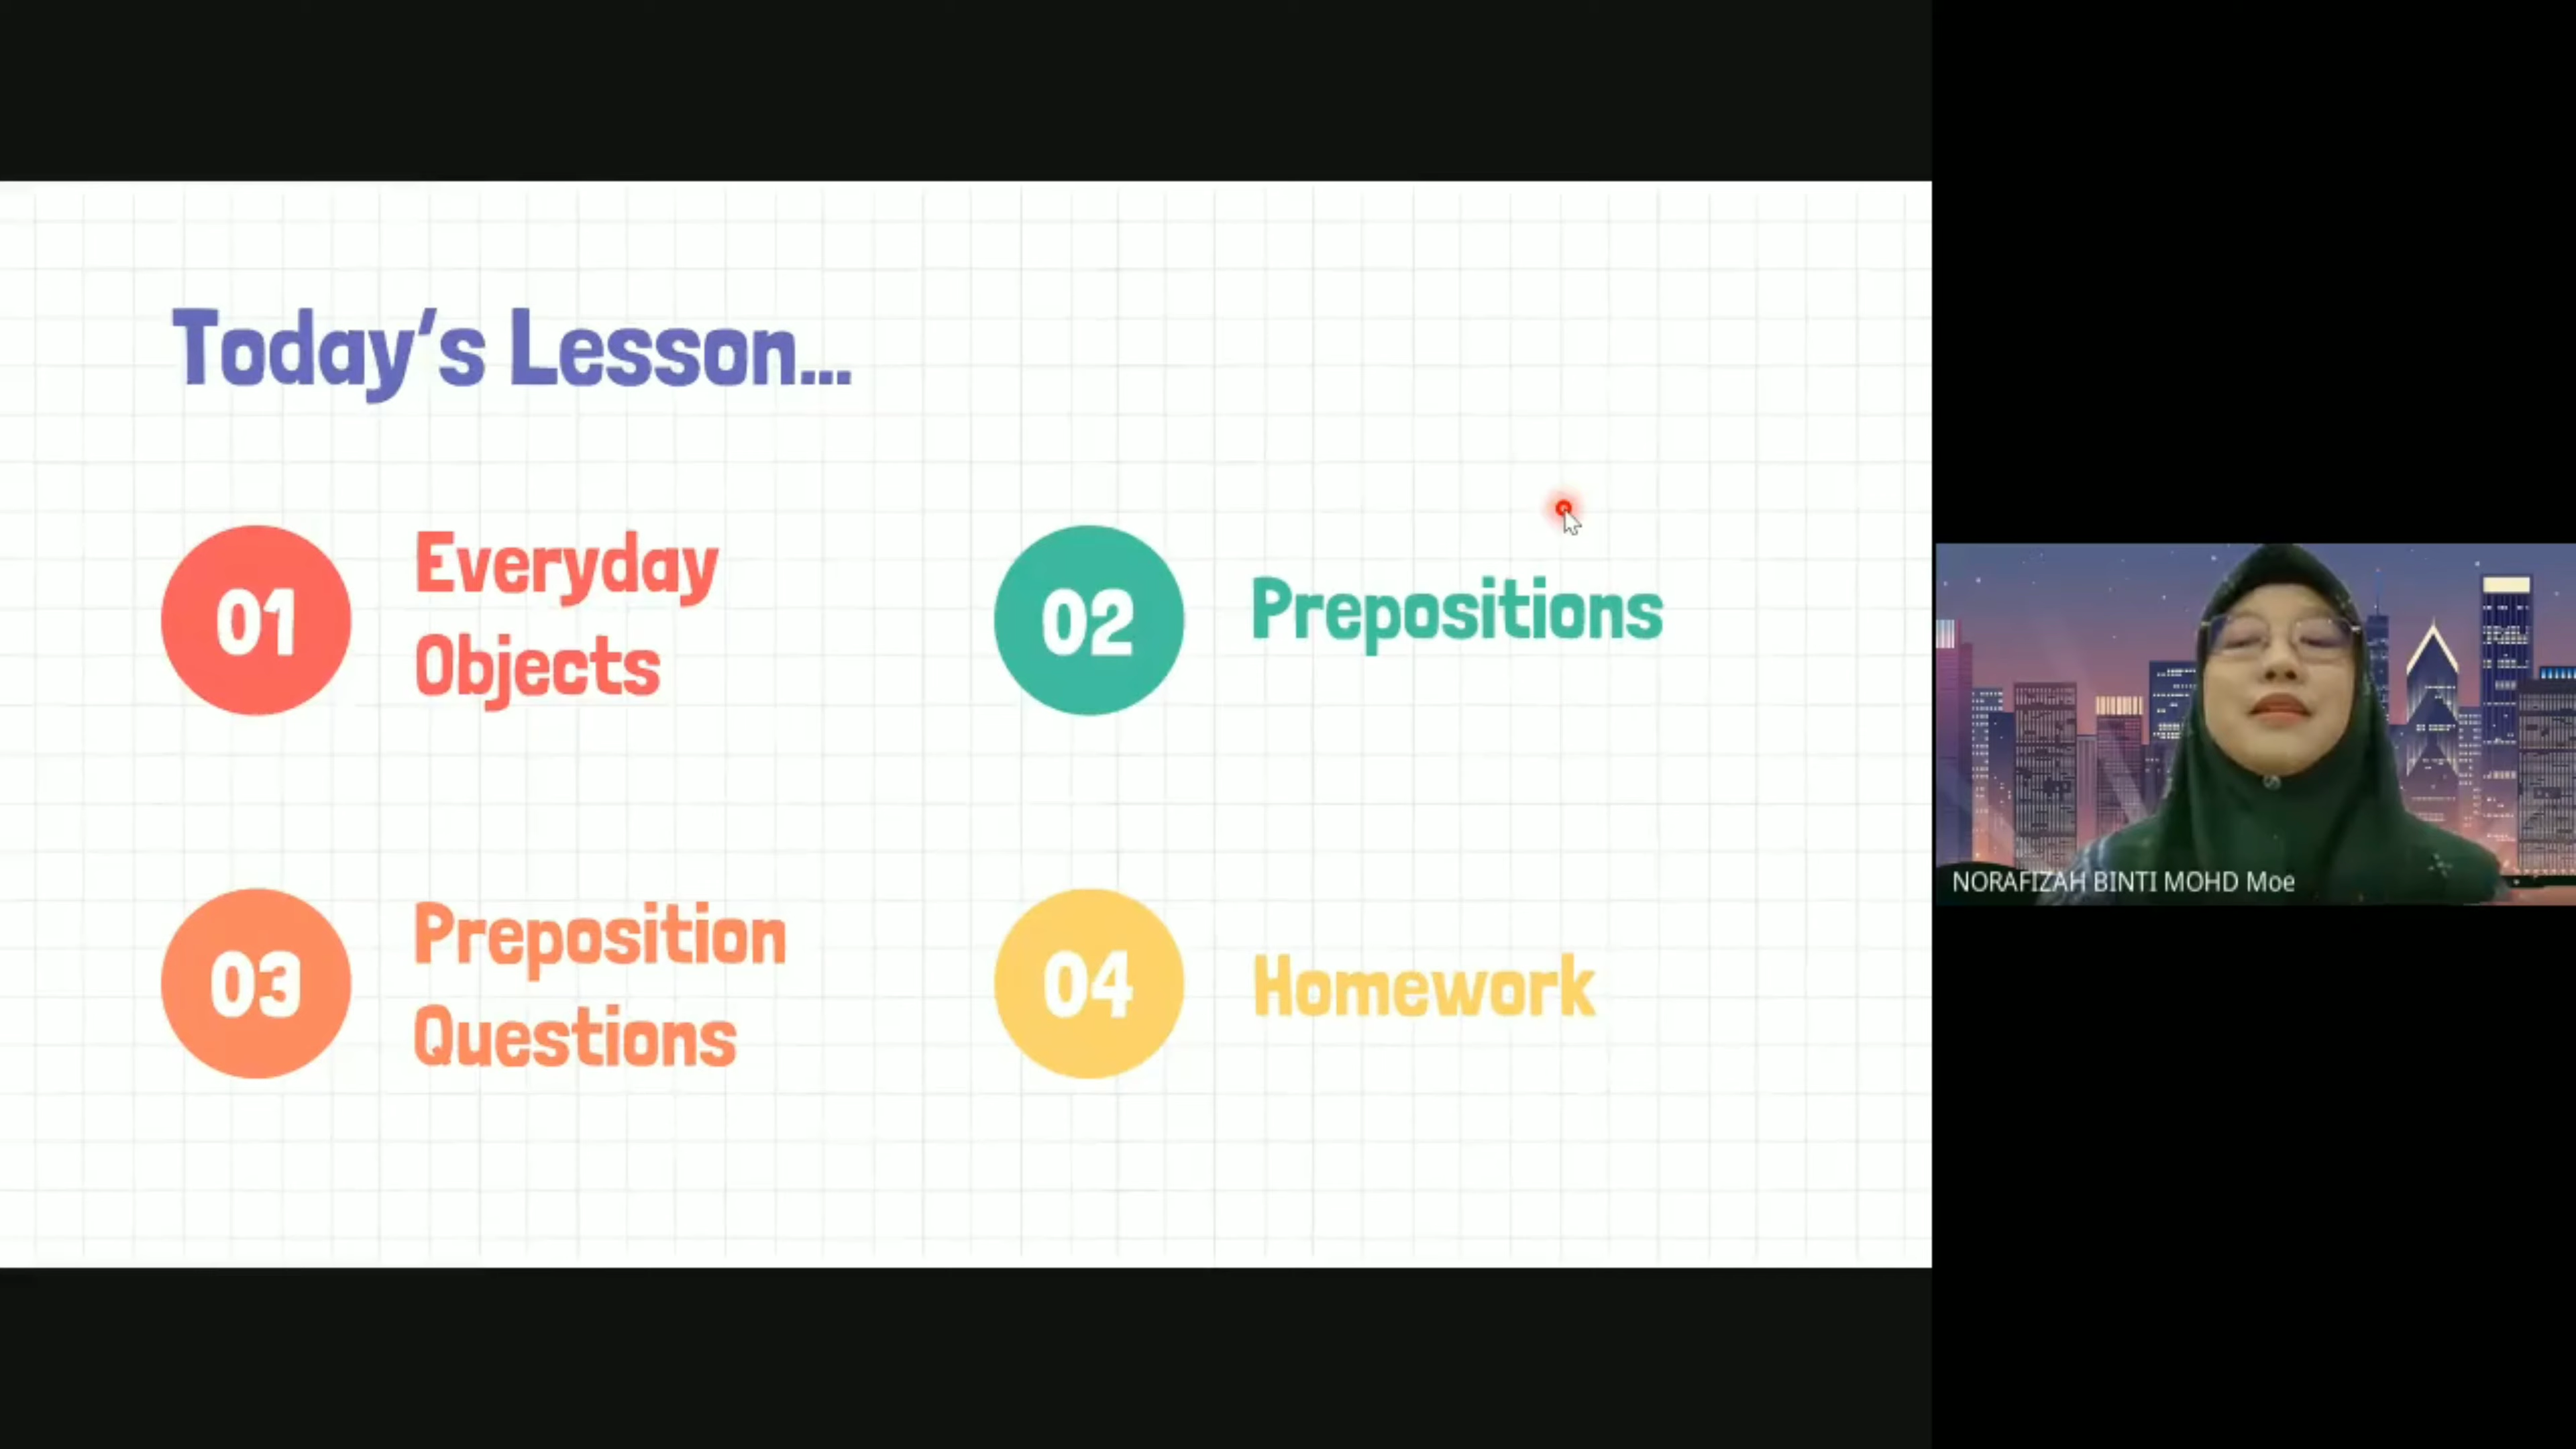 Today's Lesson...
01
Everyday
Objects
02
Prepositions
03
Preposition
Questions
04
Homework
NORAFIZAH BINTI MOHD Moe